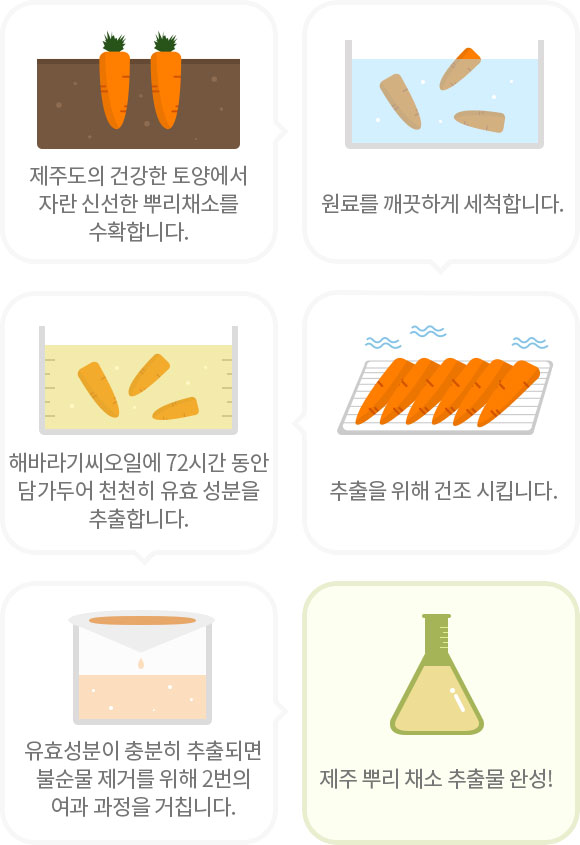 제주도의 건강한 토양에서
자란 신선한 뿌리채소를
수확합니다.
원료를 깨끗하게 세척합니다.
추출을 위해 건조 시킵니다.
해바라기씨오일에 72시간 동안
담가두어 천천히 유효 성분을
추출합니다.
유효성분이 충분히 추출되면
불순물 제거를 위해 2번의
여과 과정을 거칩니다.
제주 뿌리 채소 추출물 완성!